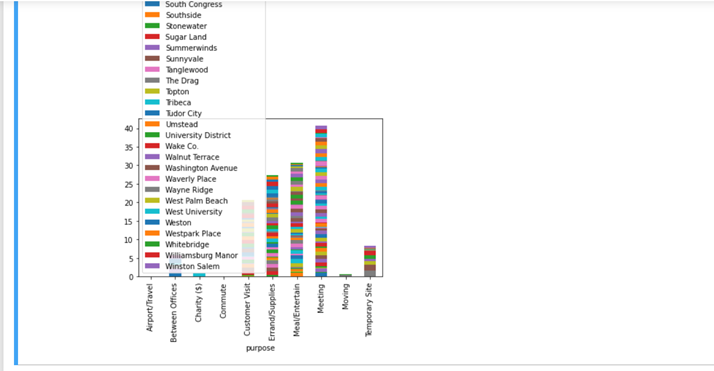 South Congress
Southside
Stonewater
Sugar Land
Summerwinds
Sunnyvale
Tanglewood
The Drag
Topton
Tribeca
Tudor City
Umstead
University District
Wake Co.
Walnut Terrace
Washington Avenue
Waverly Place
Wayne Ridge
West Palm Beach
West University
Weston
Westpark Place
Whitebridge
Williamsburg Manor
Winston Salem
40
35
30
25
20
15
10
5
0
Airport/Travel
Between Offices
Charity ($)
Commute
Customer Visit
Errand/Supplies
Meal/Entertain
Meeting
Moving
Temporary Site
purpose